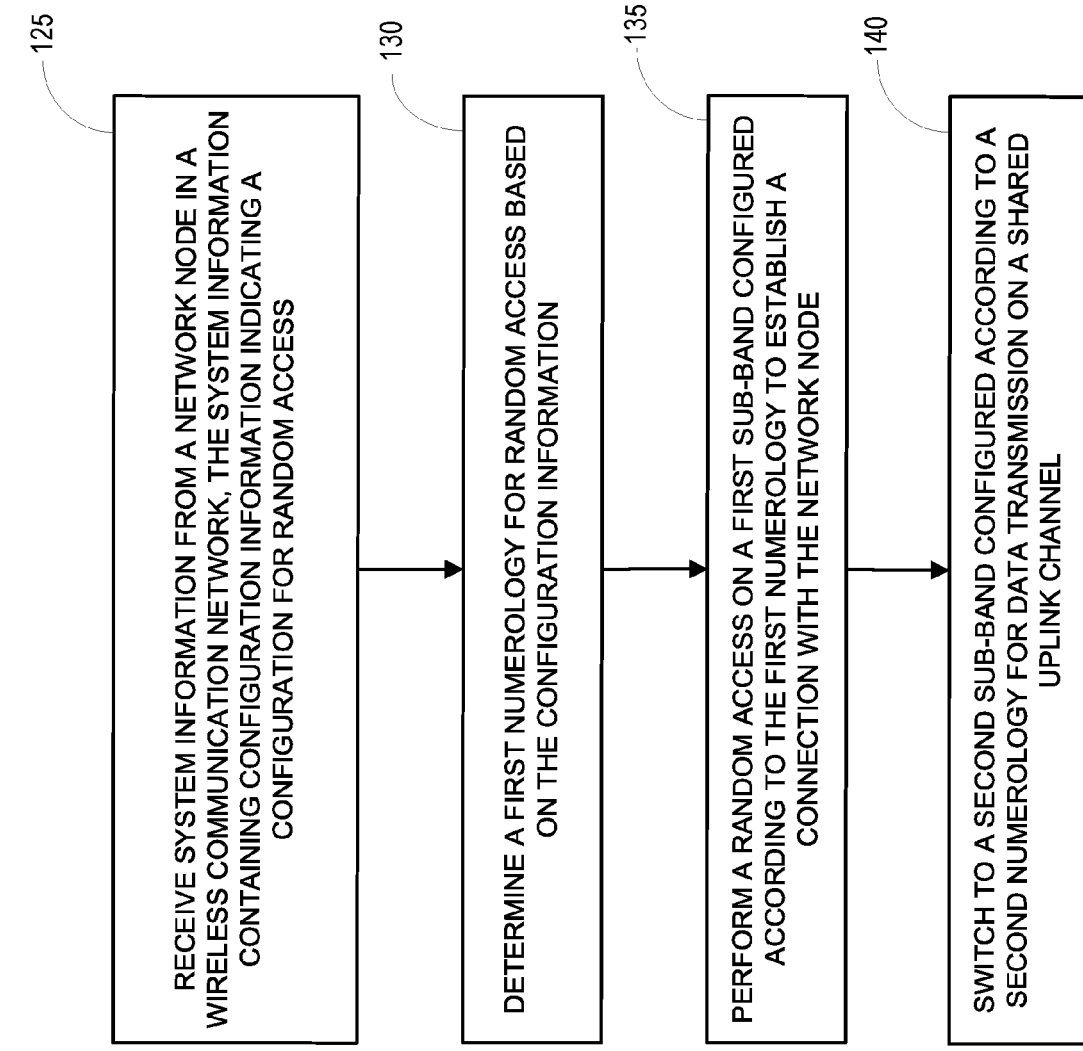 125
RECEIVE SYSTEM INFORMATION FROM A NETWORK NODE IN A
WIRELESS COMMUNICATION NETWORK, THE SYSTEM INFORMATION
CONTAINING CONFIGURATION INFORMATION INDICATING A
CONFIGURATION FOR RANDOM ACCESS
130
DETERMINE A FIRST NUMEROLOGY FOR RANDOM ACCESS BASED
ON THE CONFIGURATION INFORMATION
135
PERFORM A RANDOM ACCESS ON A FIRST SUB-BAND CONFIGURED
ACCORDING TO THE FIRST NUMEROLOGY TO ESTABLISH A
CONNECTION WITH THE NETWORK NODE
140
SWITCH TO A SECOND SUB-BAND CONFIGURED ACCORDING TO A
SECOND NUMEROLOGY FOR DATA TRANSMISSION ON A SHARED
UPLINK CHANNEL